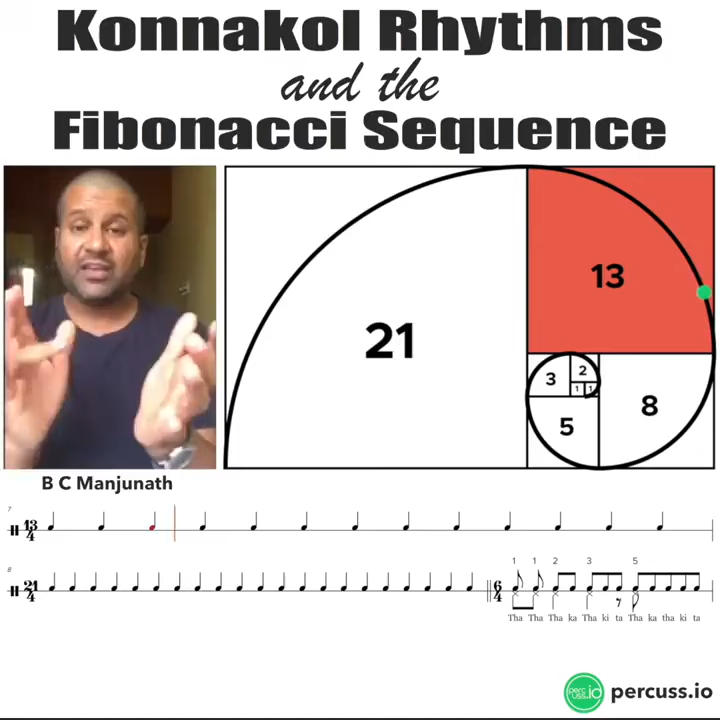 Konnakol Rhythms
and the
Fibonacci Sequence
21
13
3
2
1 1
8
5
B C Manjunath
7
13
4
8
21
4
6
4
1 1 2 3 5
Tha Tha Tha ka Tha ki ta Tha ka tha ki ta
percuss.io
percuss.io